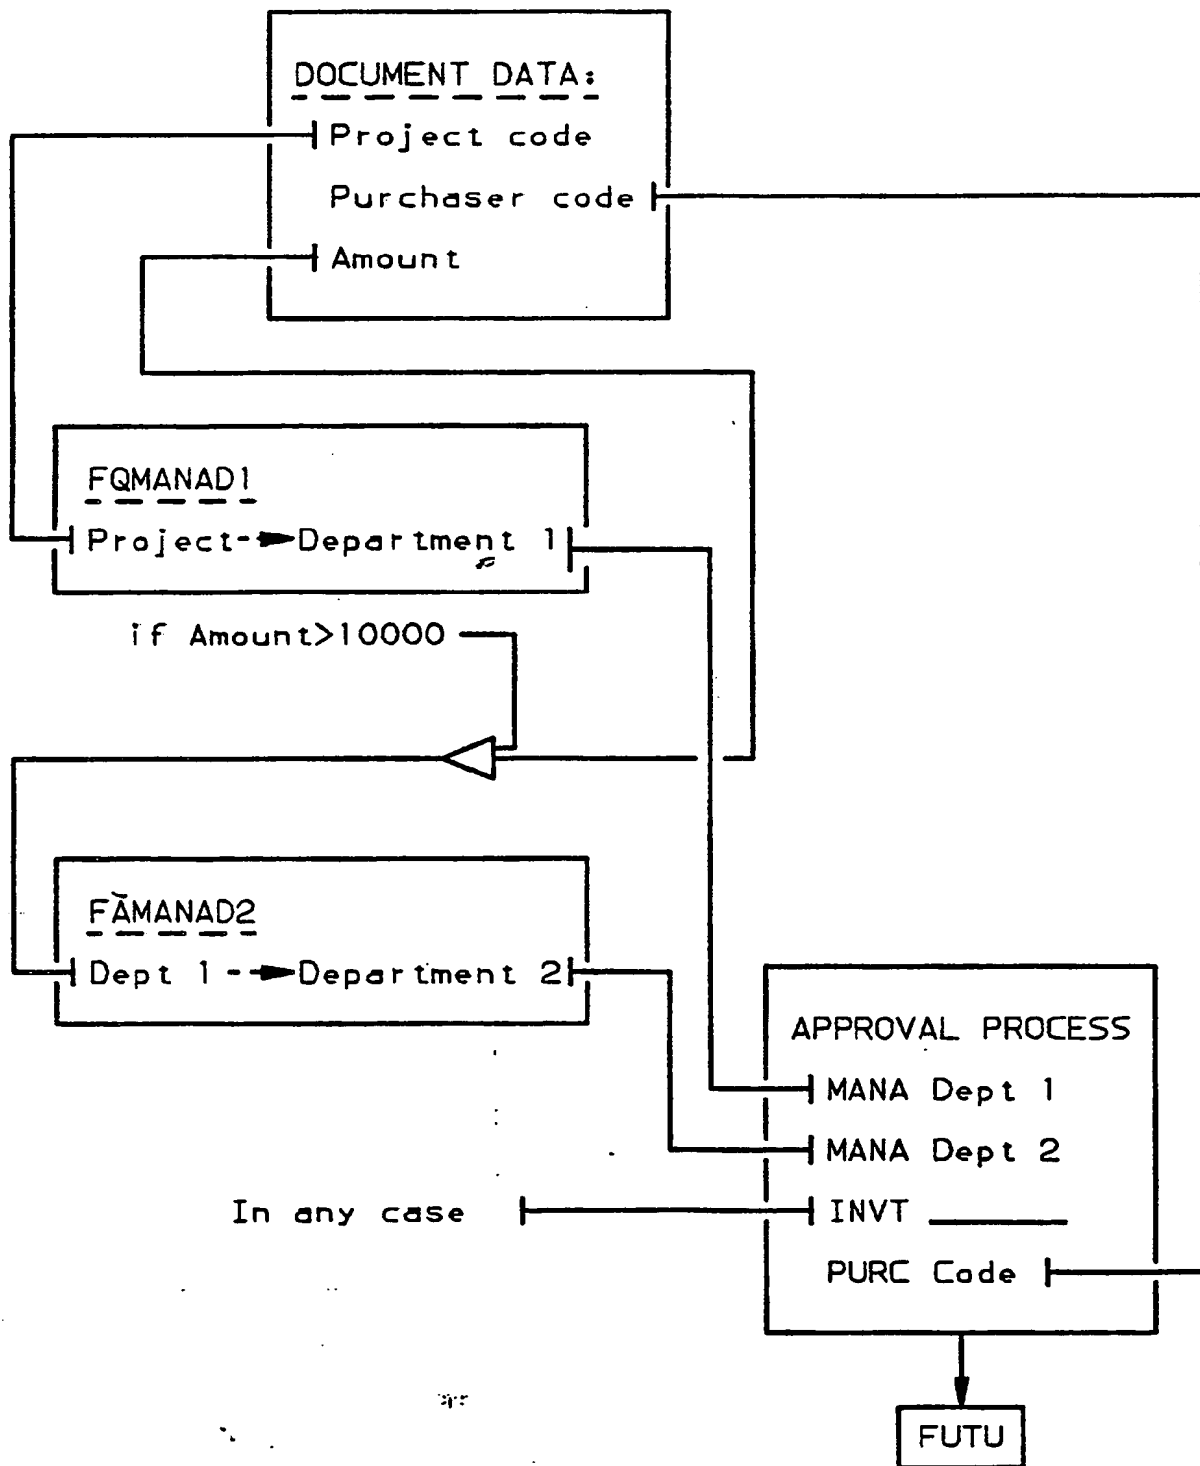 DOCUMENT DATA:
Project code
Purchaser code
Amount
FQMANAD1
Project Department 1
if Amount>10000
FÃMANAD2
Dept 1 Department 2
APPROVAL PROCESS
MANA Dept 1
MANA Dept 2
In any case
INVT
PURC Code
FUTU